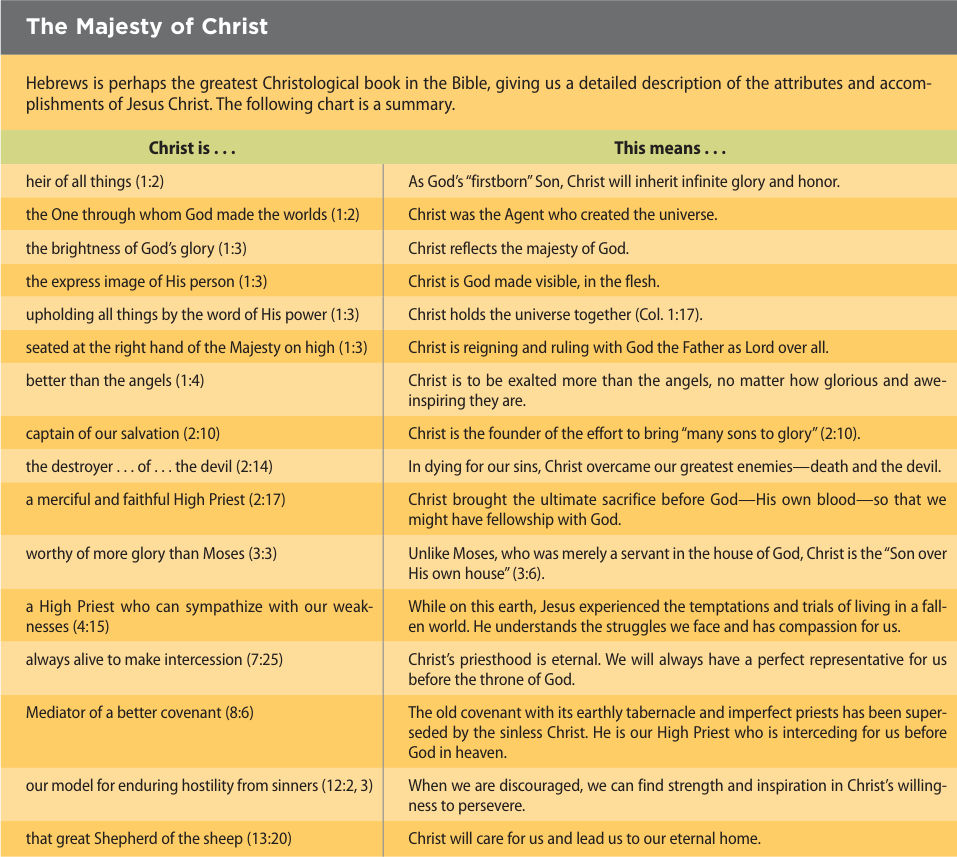 The Majesty of Christ
Hebrews is perhaps the greatest Christological book in the Bible, giving us a detailed description of the attributes and accom-
plishments of Jesus Christ. The following chart is a summary.
Christ is . . .
This means . . .
heir of all things (1:2)
As God’s “firstborn” Son, Christ will inherit infinite glory and honor.
the One through whom God made the worlds (1:2)
Christ was the Agent who created the universe.
the brightness of God’s glory (1:3)
Christ reflects the majesty of God.
the express image of His person (1:3)
Christ is God made visible, in the flesh.
upholding all things by the word of His power (1:3)
Christ holds the universe together (Col. 1:17).
seated at the right hand of the Majesty on high (1:3)
Christ is reigning and ruling with God the Father as Lord over all.
better than the angels (1:4)
Christ is to be exalted more than the angels, no matter how glorious and awe-
inspiring they are.
captain of our salvation (2:10)
Christ is the founder of the effort to bring “many sons to glory” (2:10).
the destroyer . . . of . . . the devil (2:14)
In dying for our sins, Christ overcame our greatest enemies—death and the devil.
a merciful and faithful High Priest (2:17)
Christ brought the ultimate sacrifice before God—His own blood—so that we
might have fellowship with God.
worthy of more glory than Moses (3:3)
Unlike Moses, who was merely a servant in the house of God, Christ is the “Son over
His own house” (3:6).
a High Priest who can sympathize with our weak-
nesses (4:15)
While on this earth, Jesus experienced the temptations and trials of living in a fall-
en world. He understands the struggles we face and has compassion for us.
always alive to make intercession (7:25)
Christ’s priesthood is eternal. We will always have a perfect representative for us
before the throne of God.
Mediator of a better covenant (8:6)
The old covenant with its earthly tabernacle and imperfect priests has been super-
seded by the sinless Christ. He is our High Priest who is interceding for us before
God in heaven.
our model for enduring hostility from sinners (12:2, 3)
When we are discouraged, we can find strength and inspiration in Christ’s willing-
ness to persevere.
that great Shepherd of the sheep (13:20)
Christ will care for us and lead us to our eternal home.